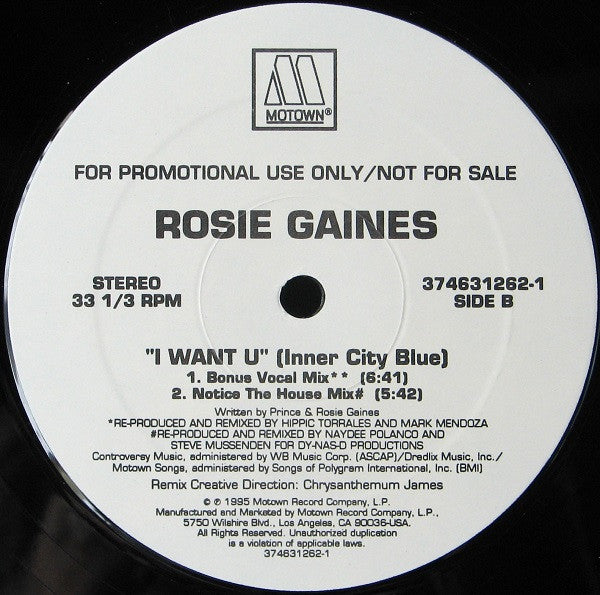 MOTOWN®
FOR PROMOTIONAL USE ONLY/NOT FOR SALE
ROSIE GAINES
STEREO
33 1/3 RPM
374631262-1
SIDE B
"I WANT U" (Inner City Blue)
1. Bonus Vocal Mix** (6:41)
2. Notice The House Mix# (5:42)
Written by Prince & Rosie Gaines
*RE-PRODUCED AND REMIXED BY HIPPIC TORRALES AND MARK MENDOZA
#RE-PRODUCED AND REMIXED BY NAYDEE POLANCO AND
STEVE MUSSENDEN FOR DY-NAS-D PRODUCTIONS
Controversy Music, administered by WB Music Corp. (ASCAP)/Dredlix Music, Inc./
Motown Songs, administered by Songs of Polygram International, Inc. (BMI)
Remix Creative Direction: Chrysanthemum James
© ℗ 1995 Motown Record Company, L.P.
Manufactured and Marketed by Motown Record Company, L.P.,
5750 Wilshire Blvd., Los Angeles, CA 90036-USA.
All Rights Reserved. Unauthorized duplication
is a violation of applicable laws.
374631262-1